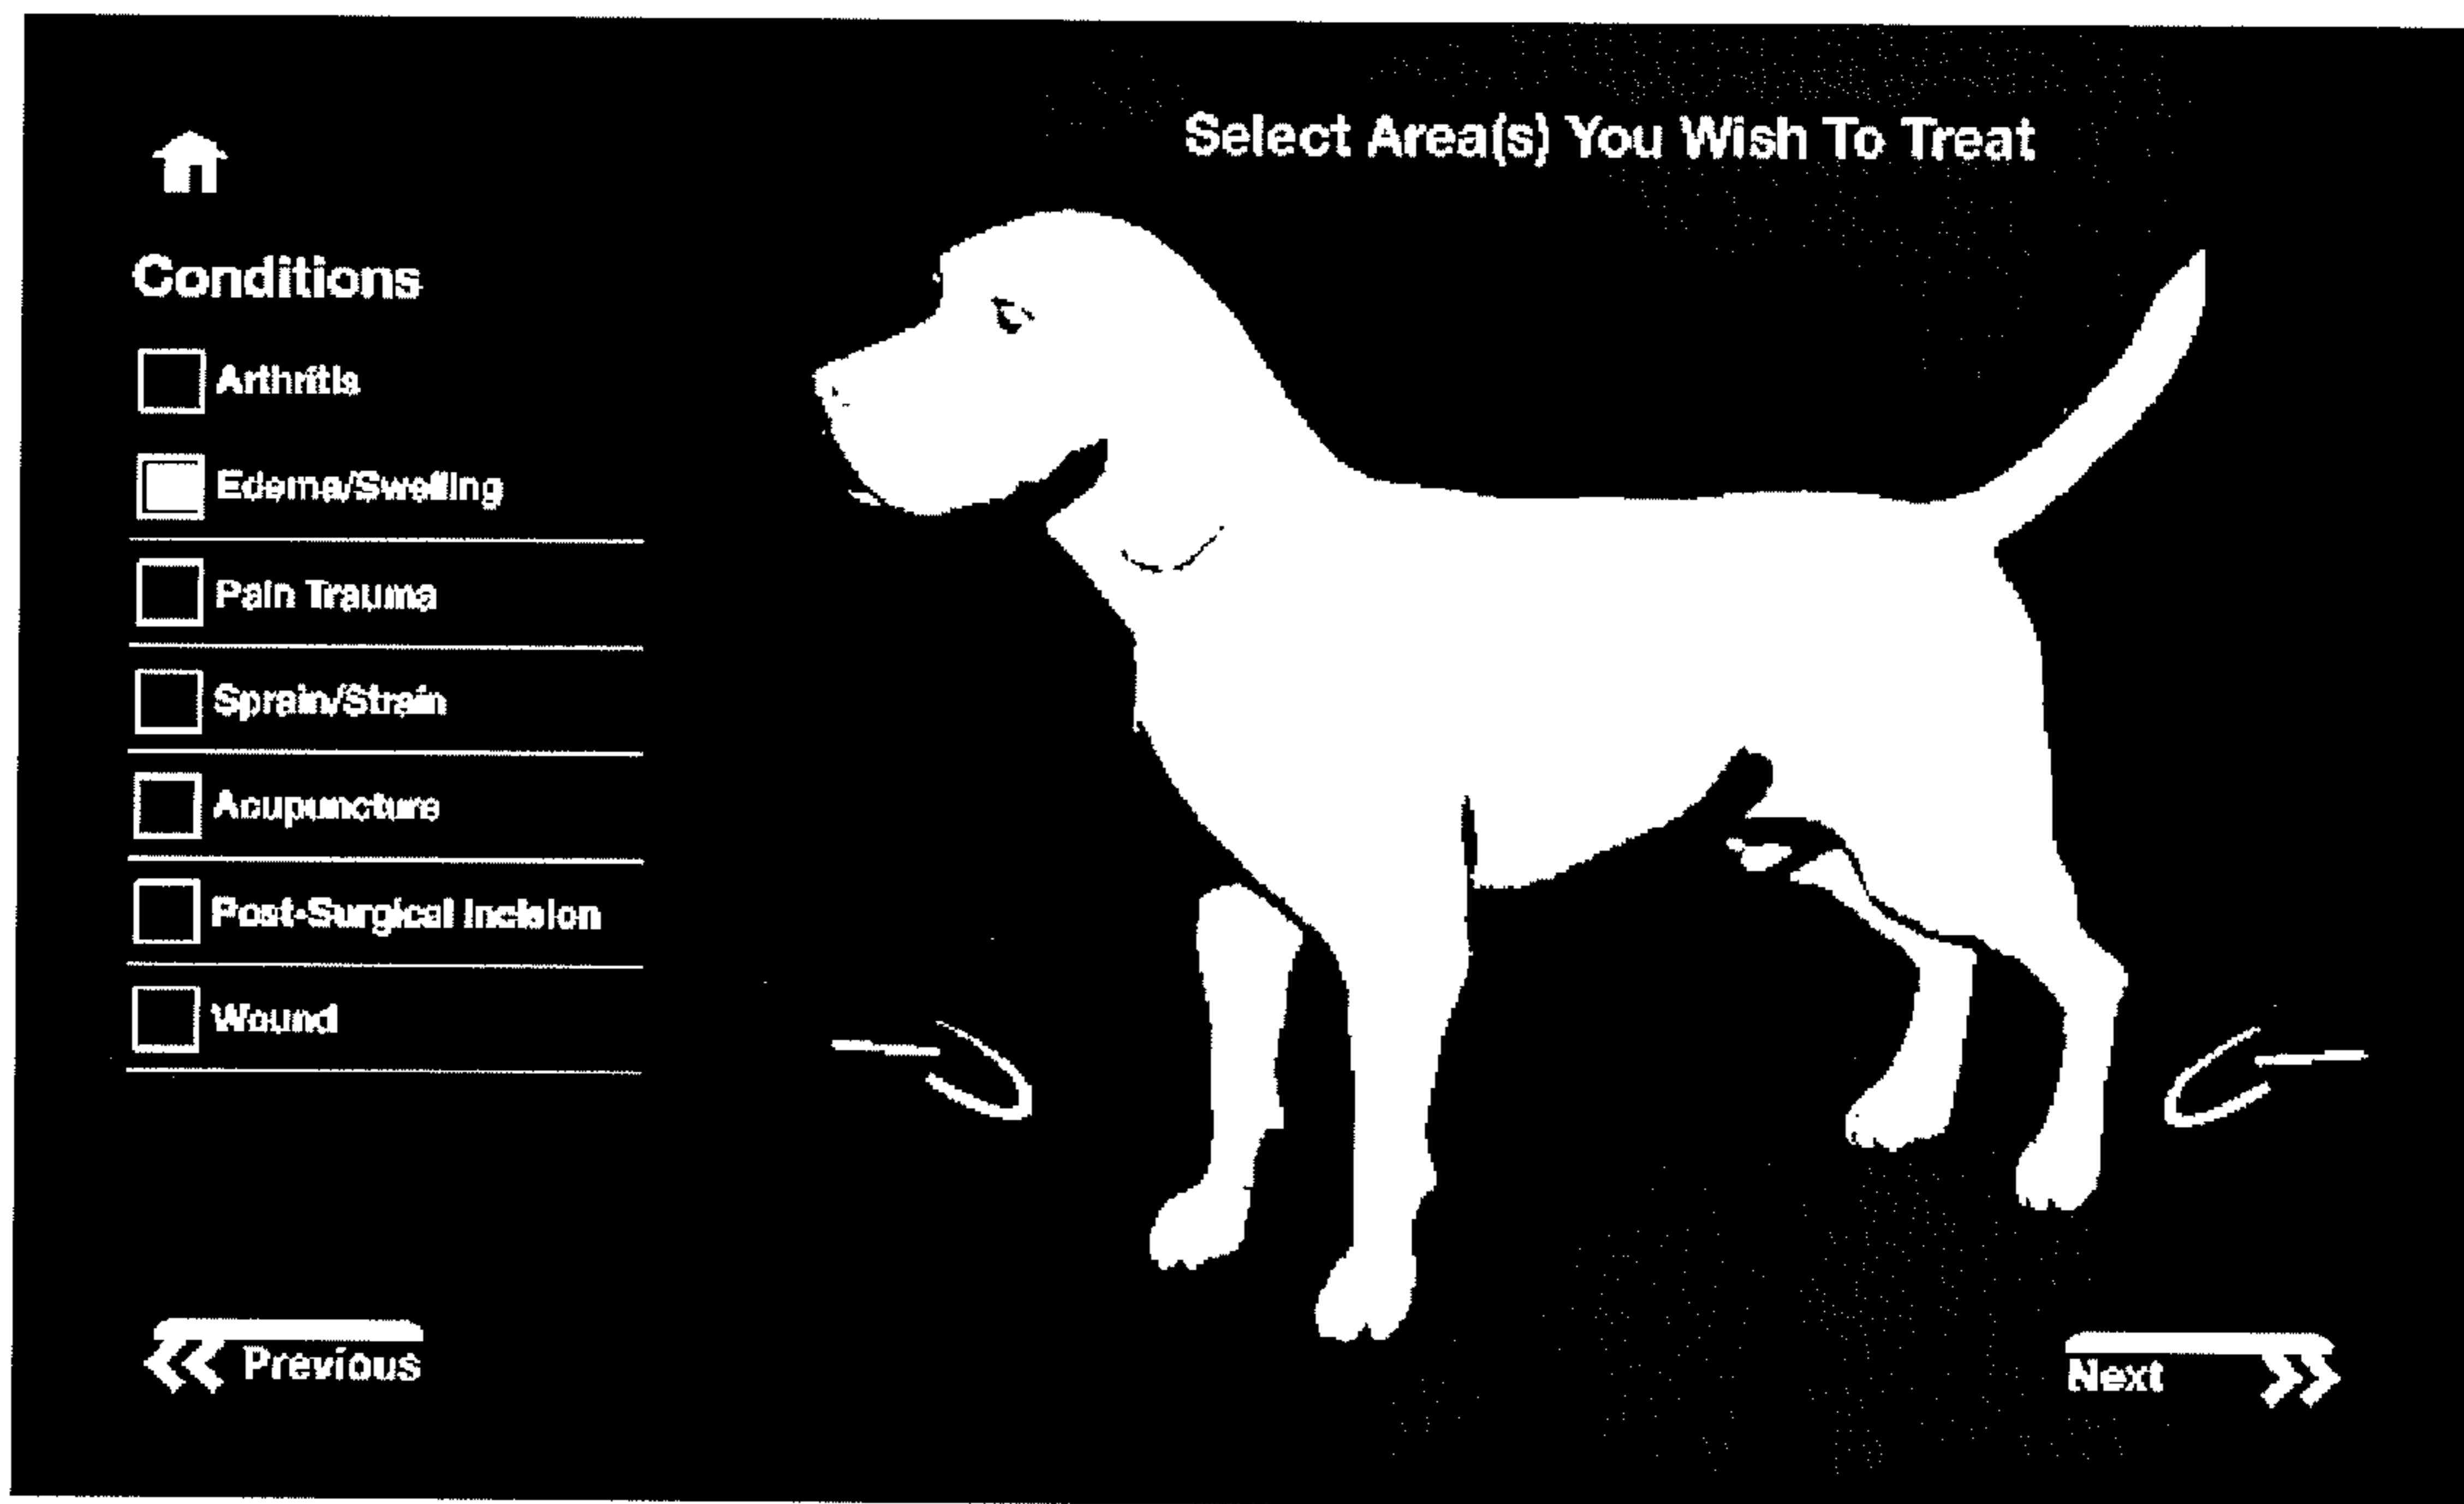 Select Area(s) You Wish To Treat
Conditions
Arthritis
Edema/Swelling
Pain Trauma
Sprain/Strain
Acupuncture
Post-Surgical Incision
Wound
Previous
Next